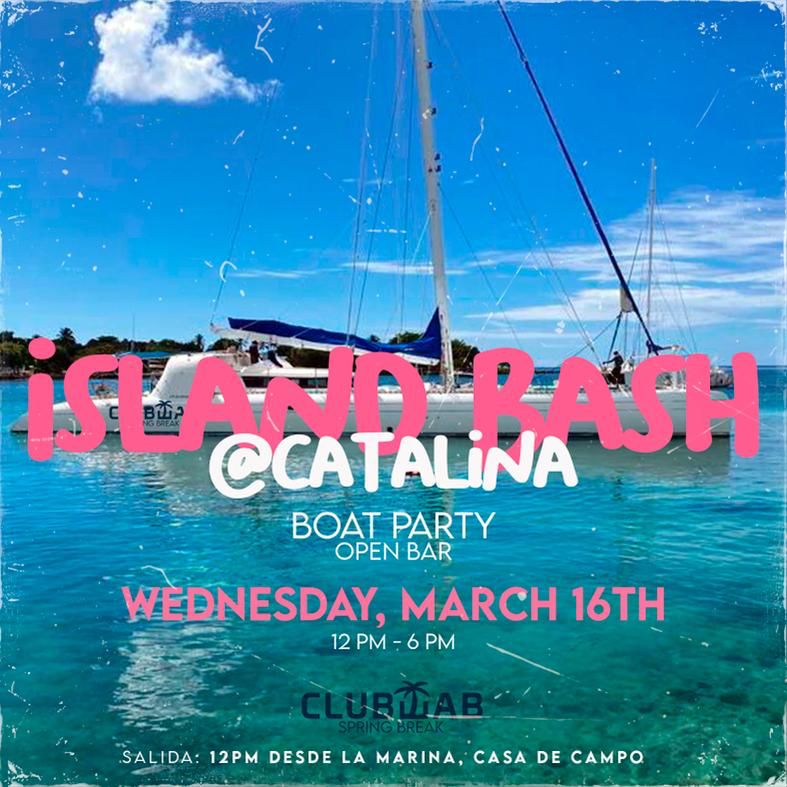 iSLAND BASH
@CATALiNA
BOAT PARTY
OPEN BAR
WEDNESDAY, MARCH 16TH
12 PM - 6 PM
SPRING BREAK
SALIDA: 12PM DESDE LA MARINA, CASA DE CAMPO